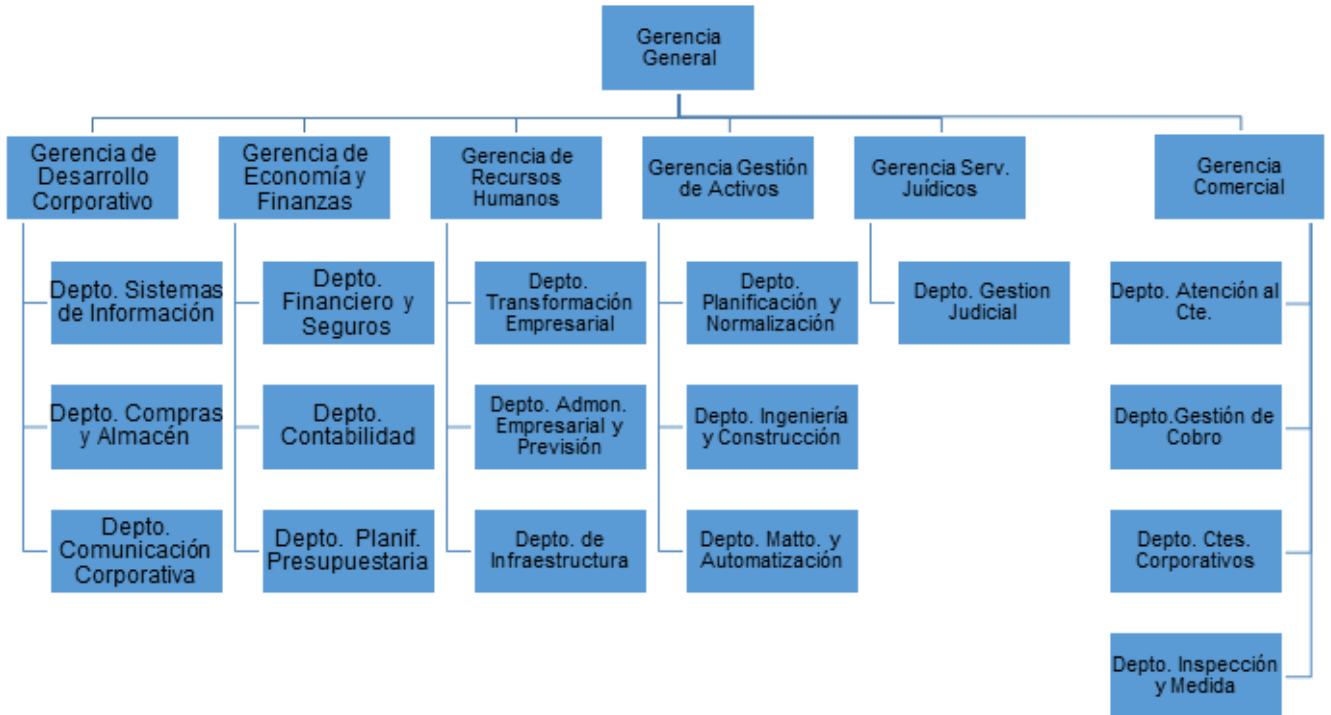 Gerencia
General
Gerencia de
Desarrollo
Corporativo
Gerencia de
Economía y
Finanzas
Gerencia de
Recursos
Humanos
Gerencia Gestión
de Activos
Gerencia Serv.
Juídicos
Gerencia
Comercial
Depto. Sistemas
de Información
Depto.
Financiero y
Seguros
Depto.
Transformación
Empresarial
Depto.
Planificación y
Normalización
Depto. Gestion
Judicial
Depto. Atención al
Cte.
Depto. Compras
y Almacén
Depto.
Contabilidad
Depto. Admon.
Empresarial y
Previsión
Depto. Ingeniería
y Construcción
Depto.Gestión de
Cobro
Depto.
Comunicación
Corporativa
Depto. Planif.
Presupuestaria
Depto. de
Infraestructura
Depto. Matto. y
Automatización
Depto. Ctes.
Corporativos
Depto. Inspección
y Medida